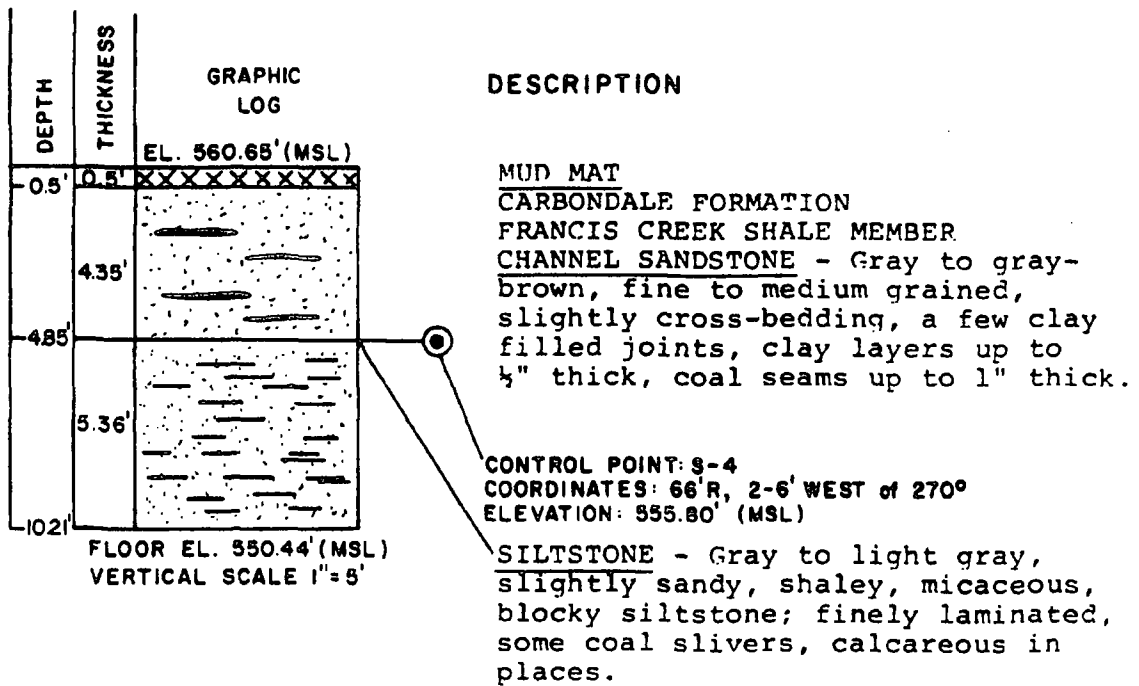 DEPTH
THICKNESS
GRAPHIC
LOG
DESCRIPTION
EL. 560.65' (MSL)
0.5'
0.5'
4.35'
4.85'
5.36'
10.21'
FLOOR EL. 550.44' (MSL)
VERTICAL SCALE 1"=5'
MUD MAT
CARBONDALE FORMATION
FRANCIS CREEK SHALE MEMBER
CHANNEL SANDSTONE - Gray to gray-
brown, fine to medium grained,
slightly cross-bedding, a few clay
filled joints, clay layers up to
½" thick, coal seams up to 1" thick.
CONTROL POINT: S-4
COORDINATES: 66'R, 2-6' WEST of 270°
ELEVATION: 555.80' (MSL)
SILTSTONE - Gray to light gray,
slightly sandy, shaley, micaceous,
blocky siltstone; finely laminated,
some coal slivers, calcareous in
places.